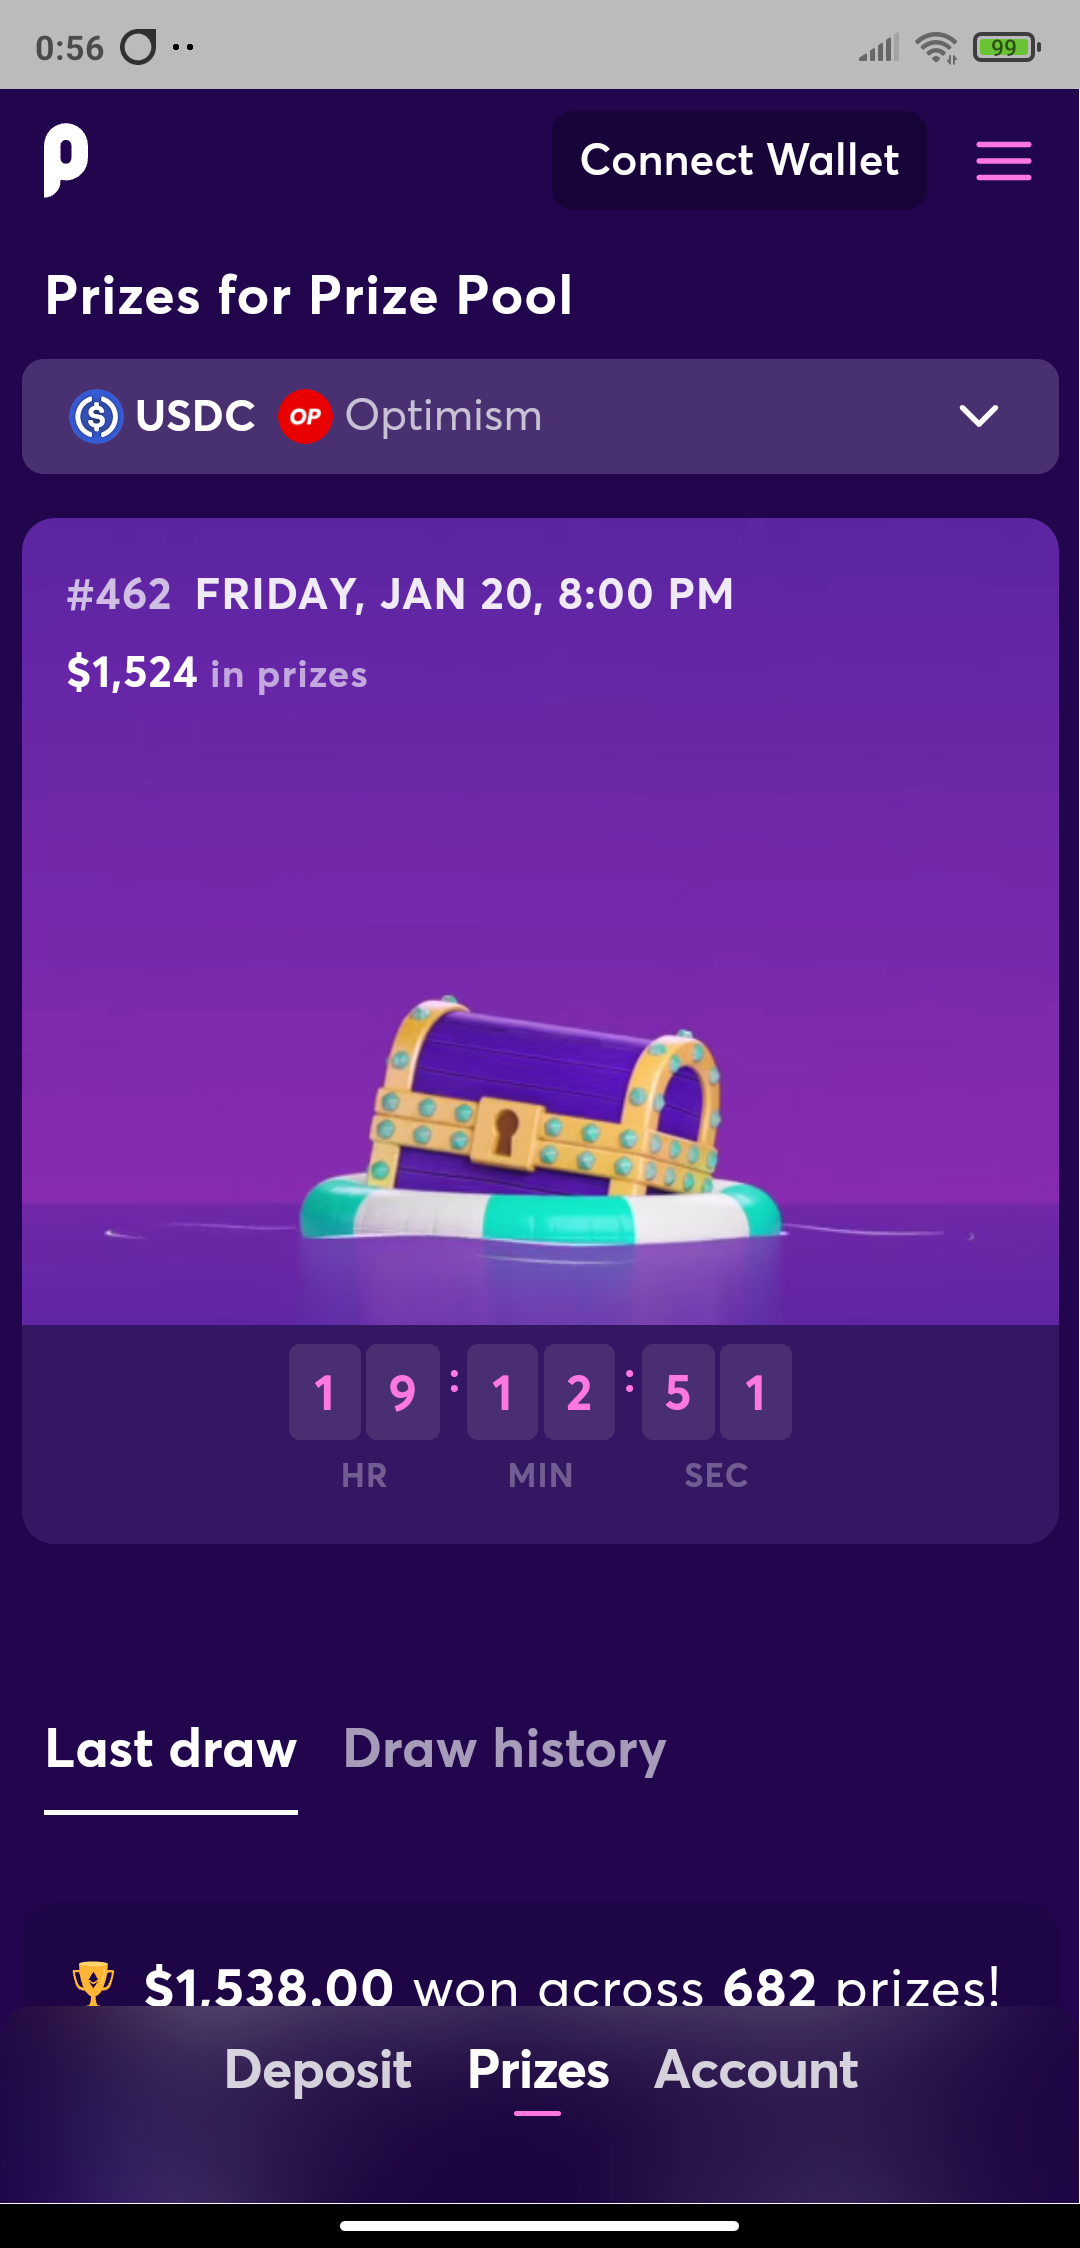 0:56
99
Connect Wallet
Prizes for Prize Pool
USDC OP Optimism
#462 FRIDAY, JAN 20, 8:00 PM
$1,524 in prizes
1 9 : 1 2 : 5 1
HR MIN SEC
Last draw Draw history
$1,538.00 won across 682 prizes!
Deposit Prizes Account